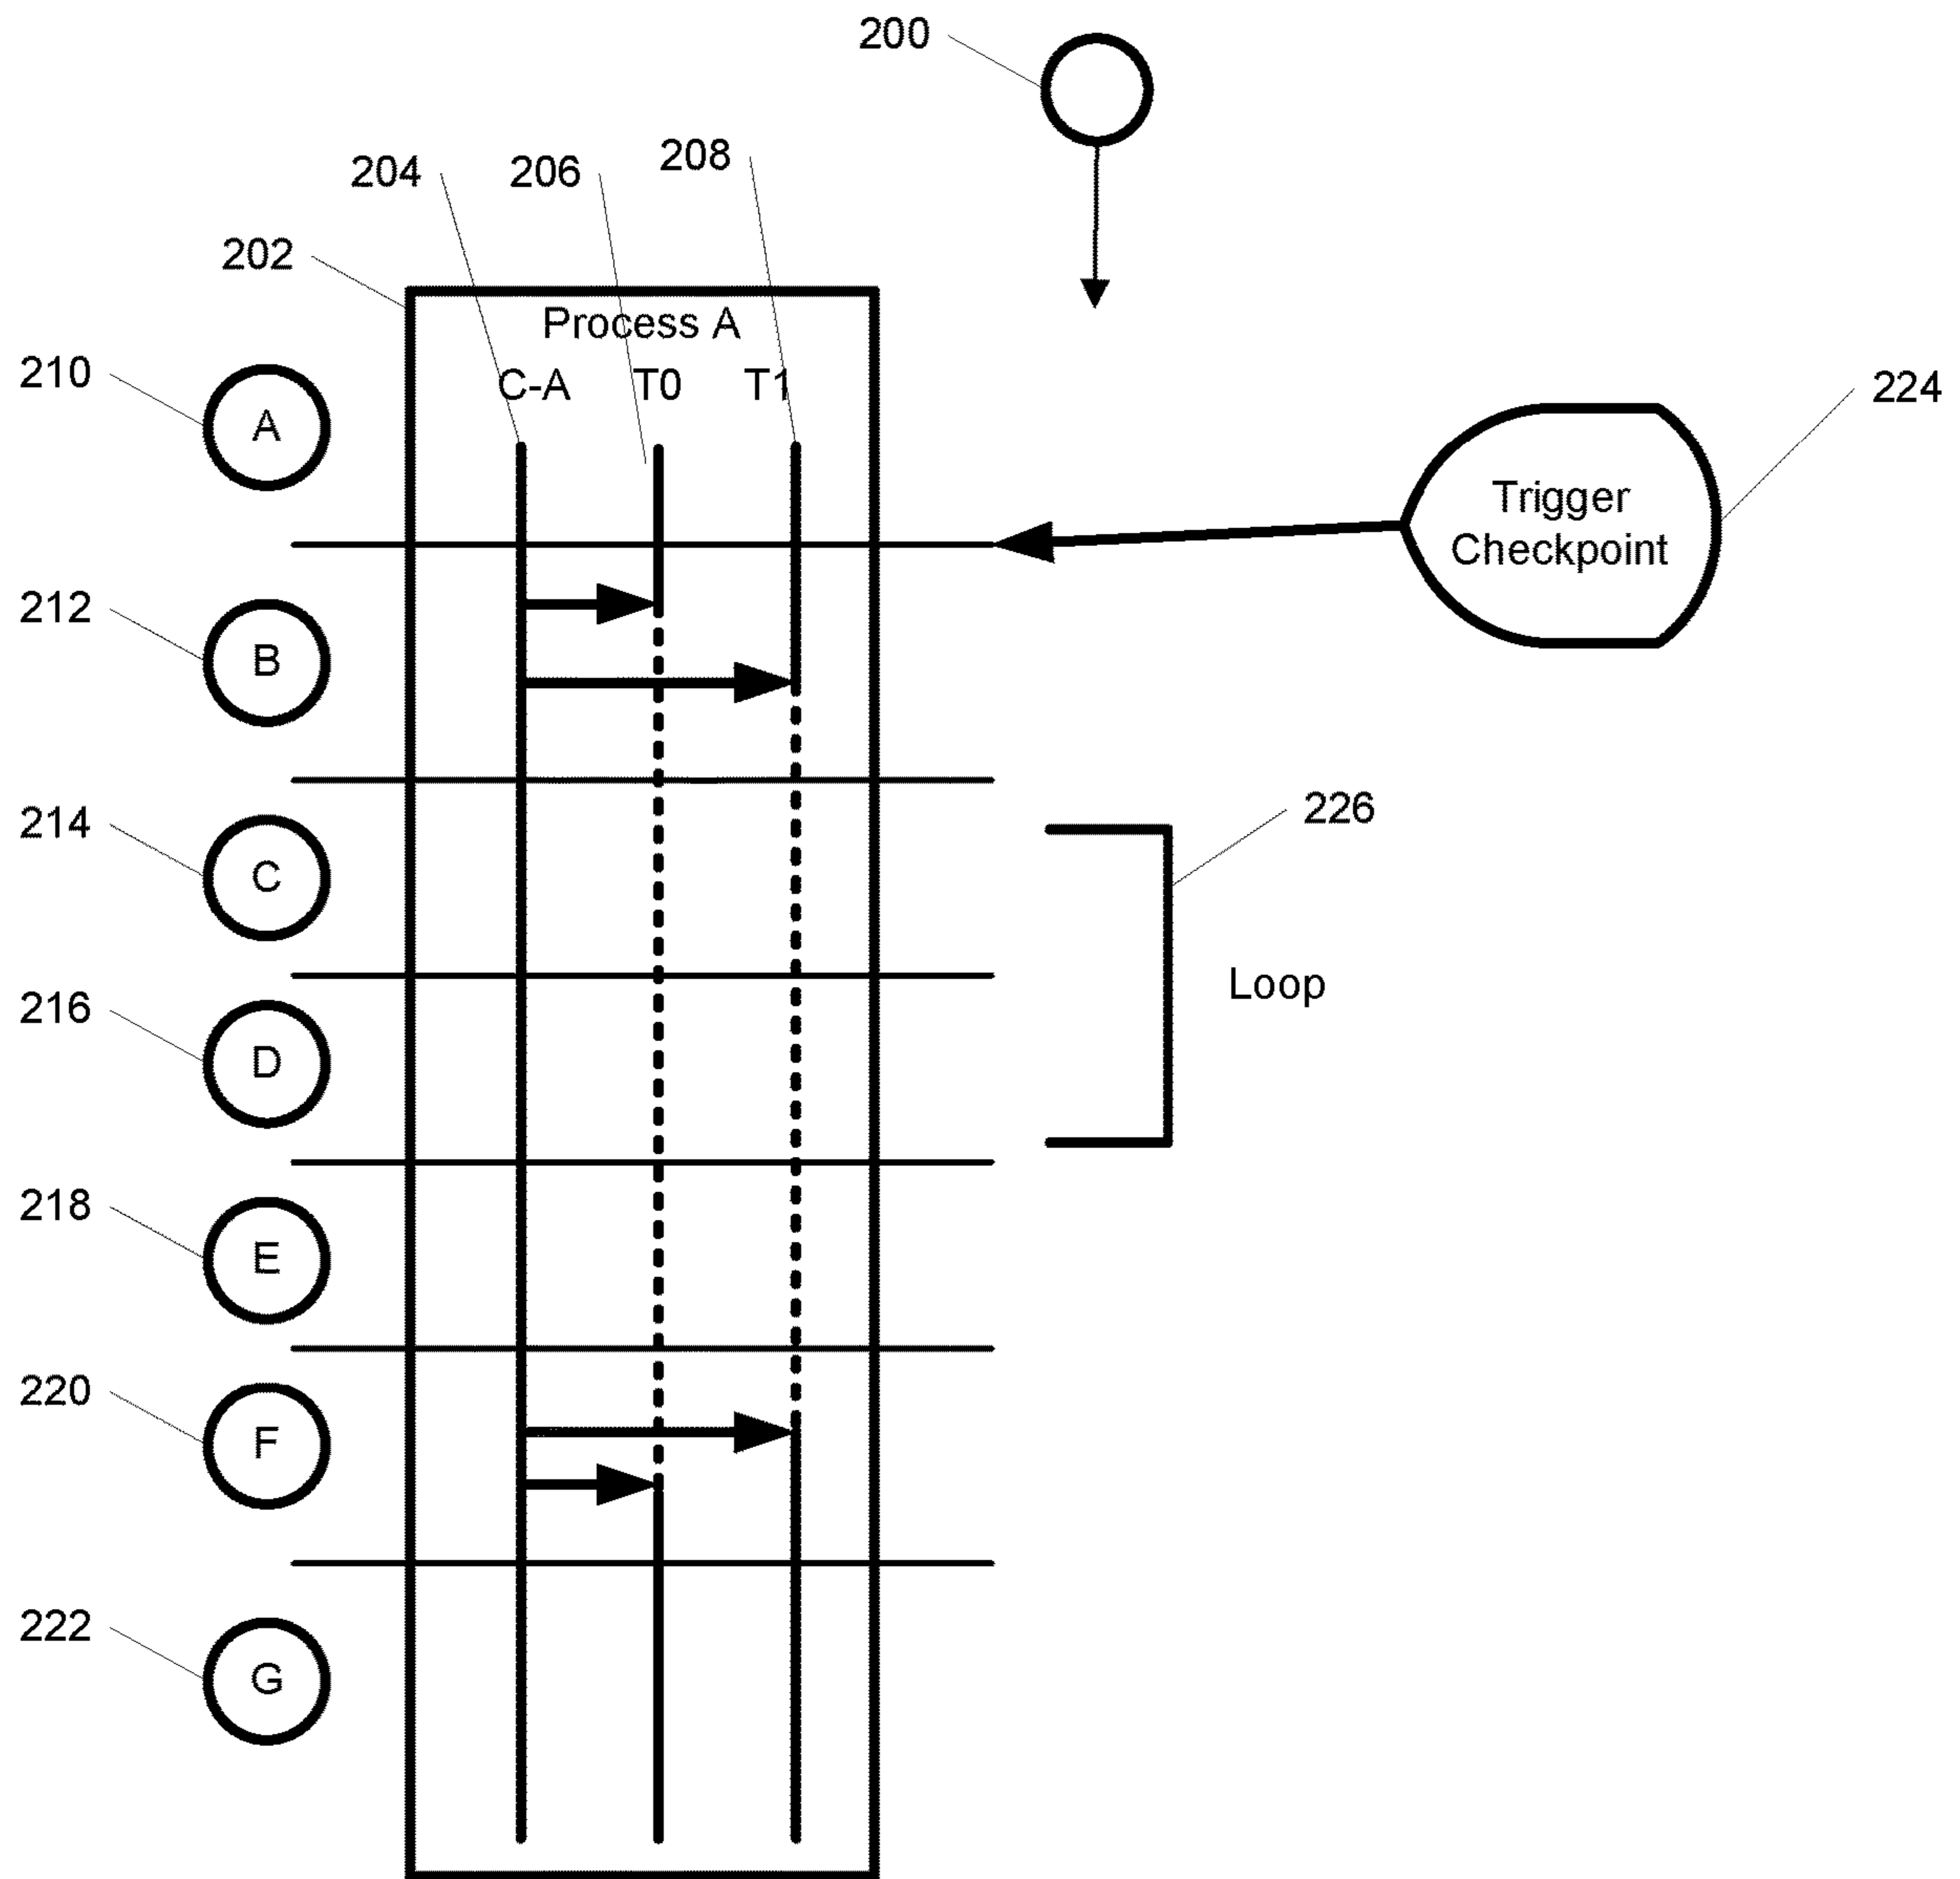 200
208
204
206
202
Process A
210
C-A
T0
T1
224
A
Trigger
Checkpoint
212
B
214
226
C
Loop
216
D
218
E
220
F
222
G